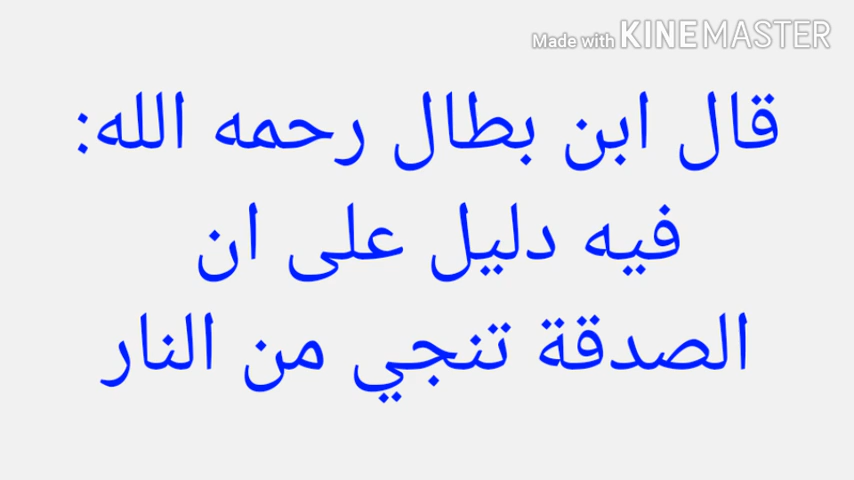 Made with KINEMASTER
قال ابن بطال رحمه الله:
فيه دليل على ان
الصدقة تنجي من النار